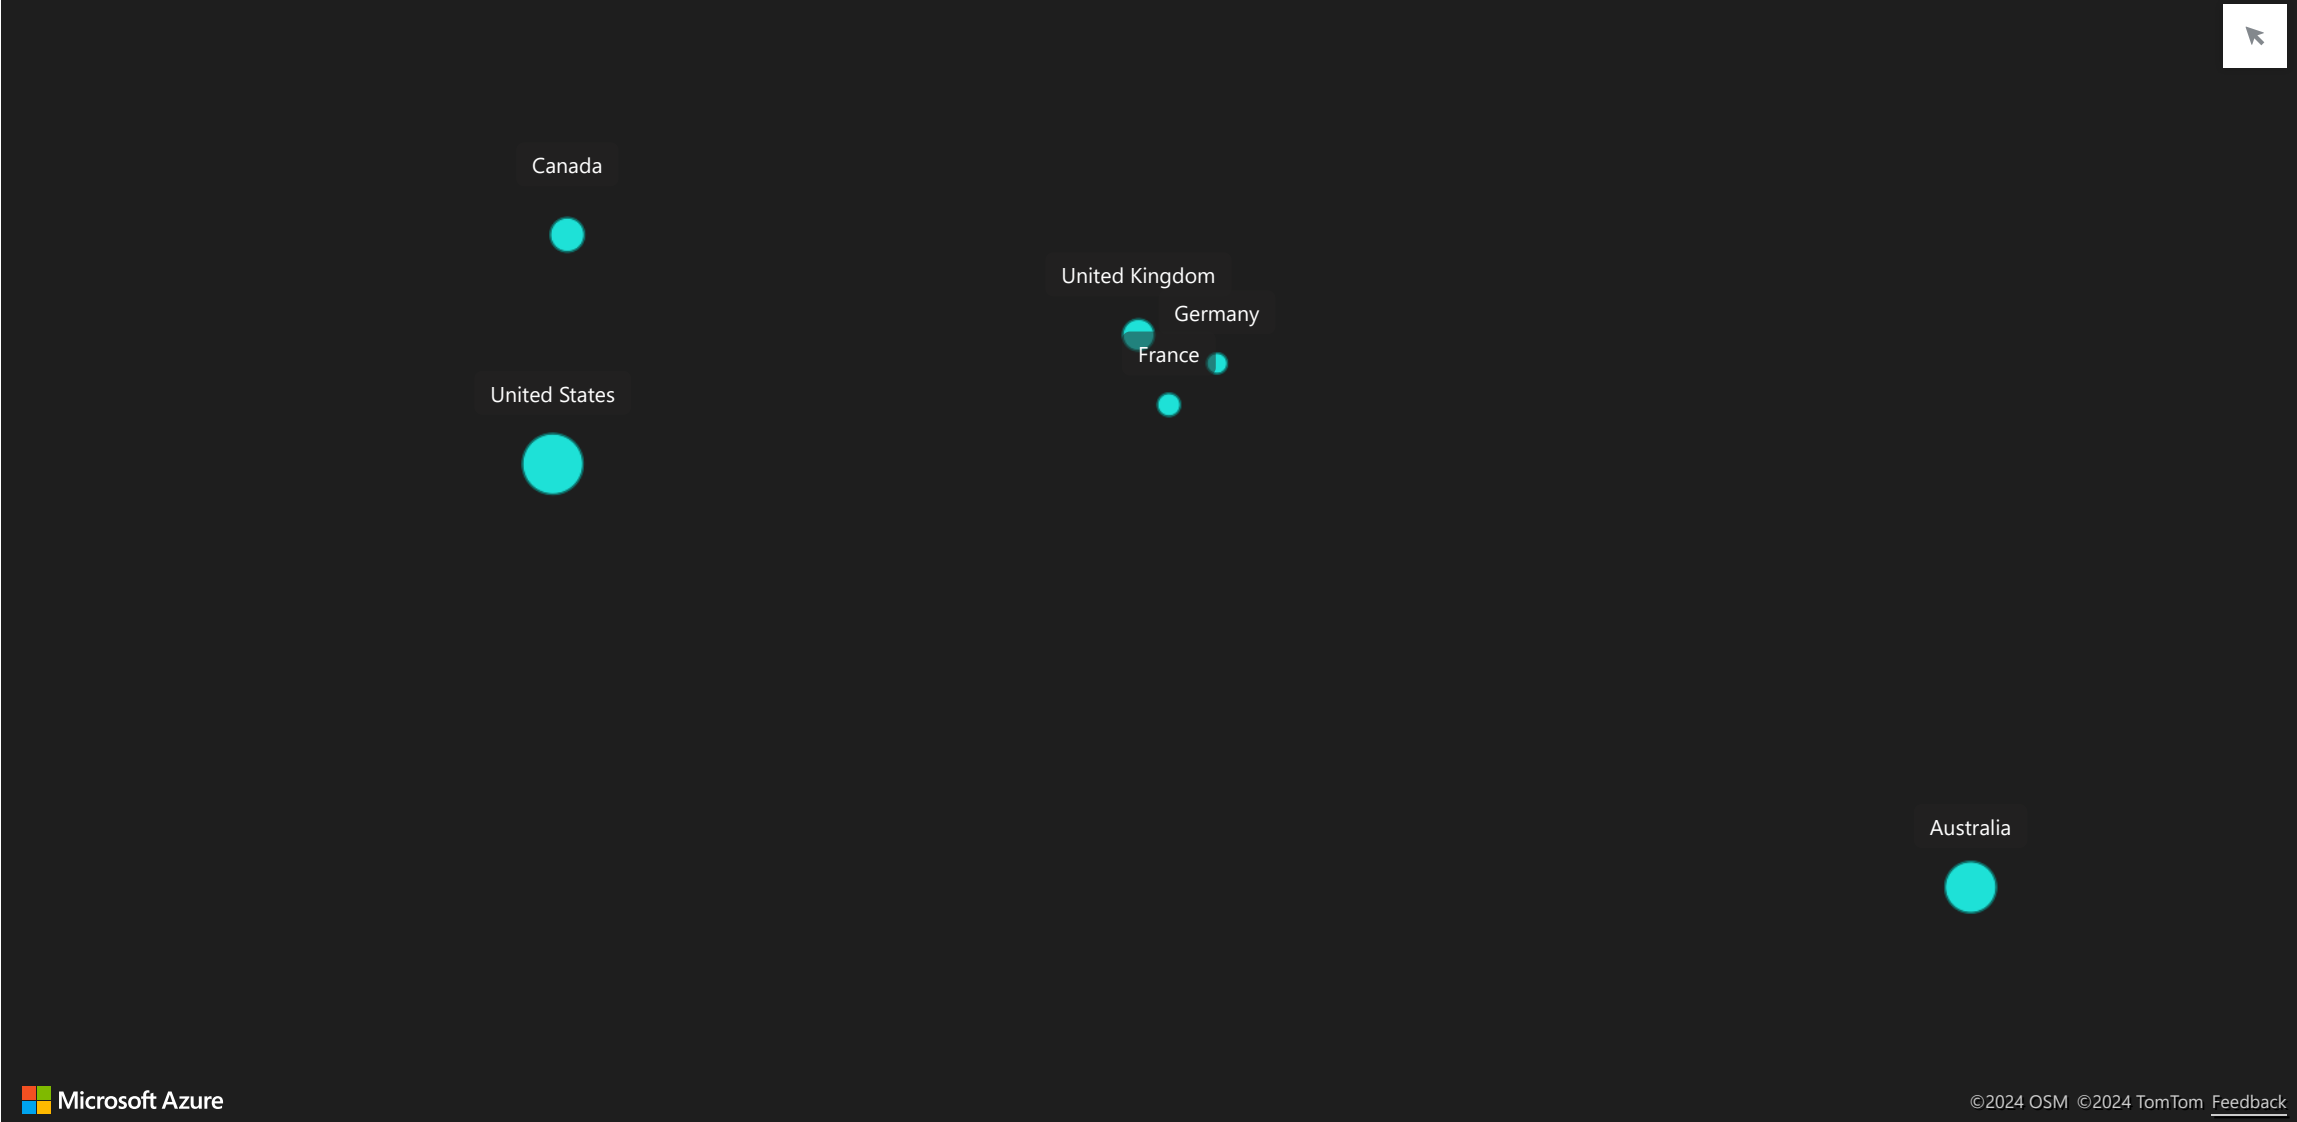 Canada
United Kingdom
Germany
France
United States
Australia
Microsoft Azure
©2024 OSM ©2024 TomTom Feedback